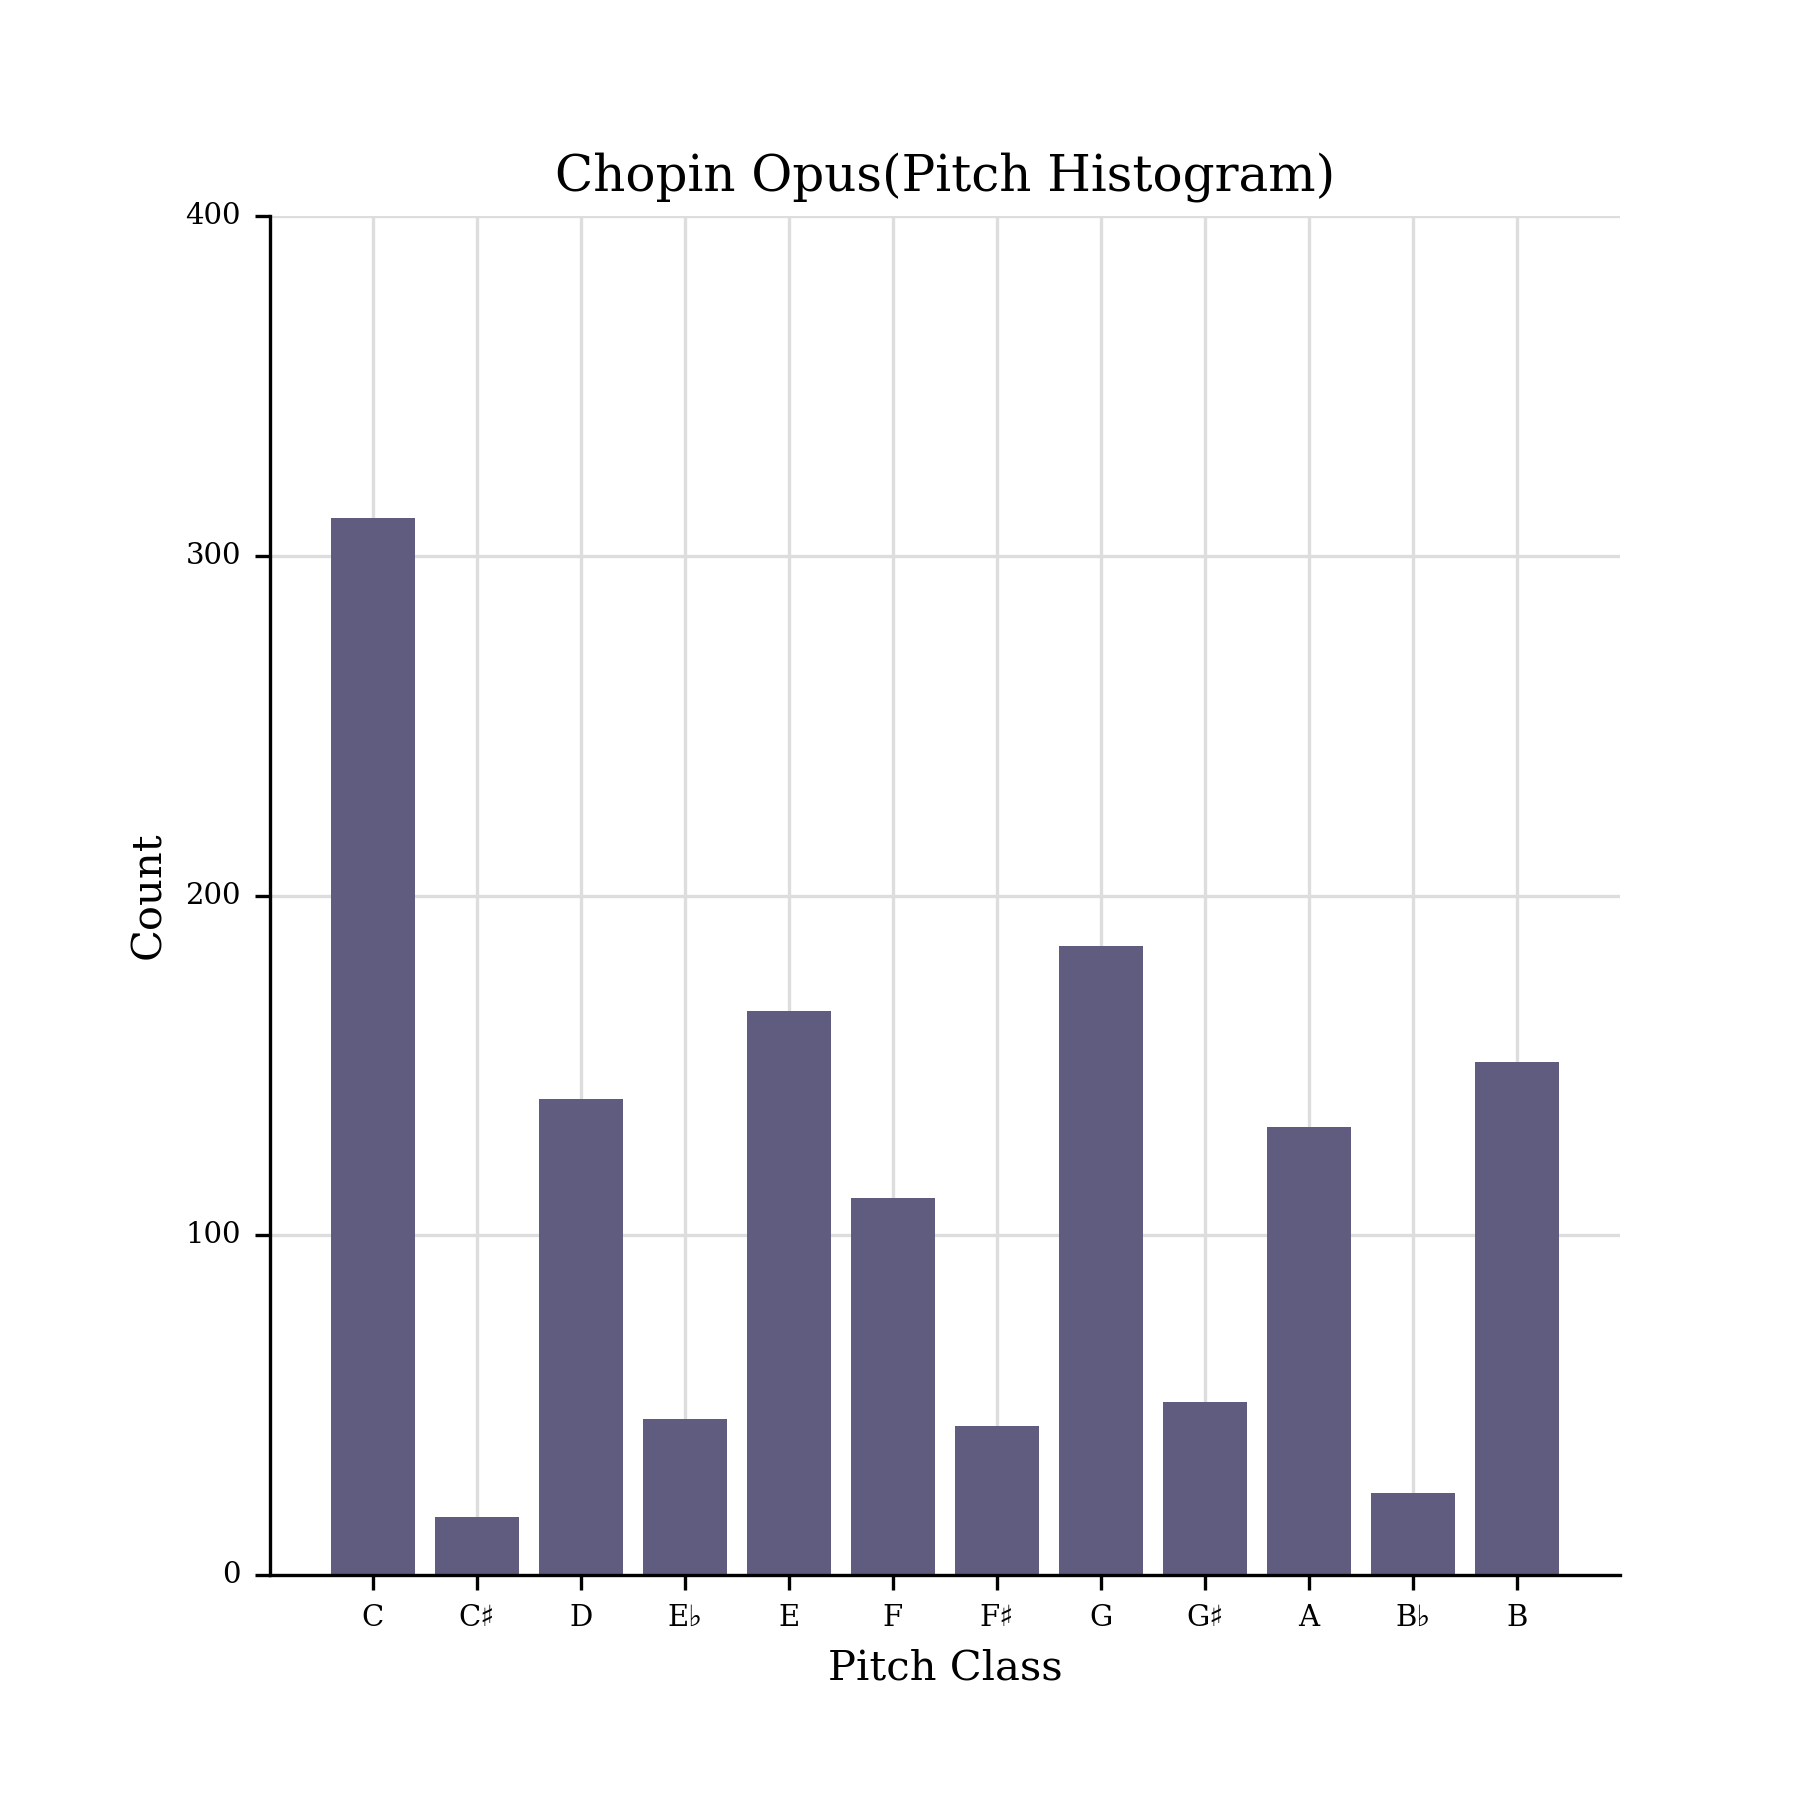 Chopin Opus(Pitch Histogram)
400
300
200
100
0
Count
C C♯ D E♭ E F F♯ G G♯ A B♭ B
Pitch Class